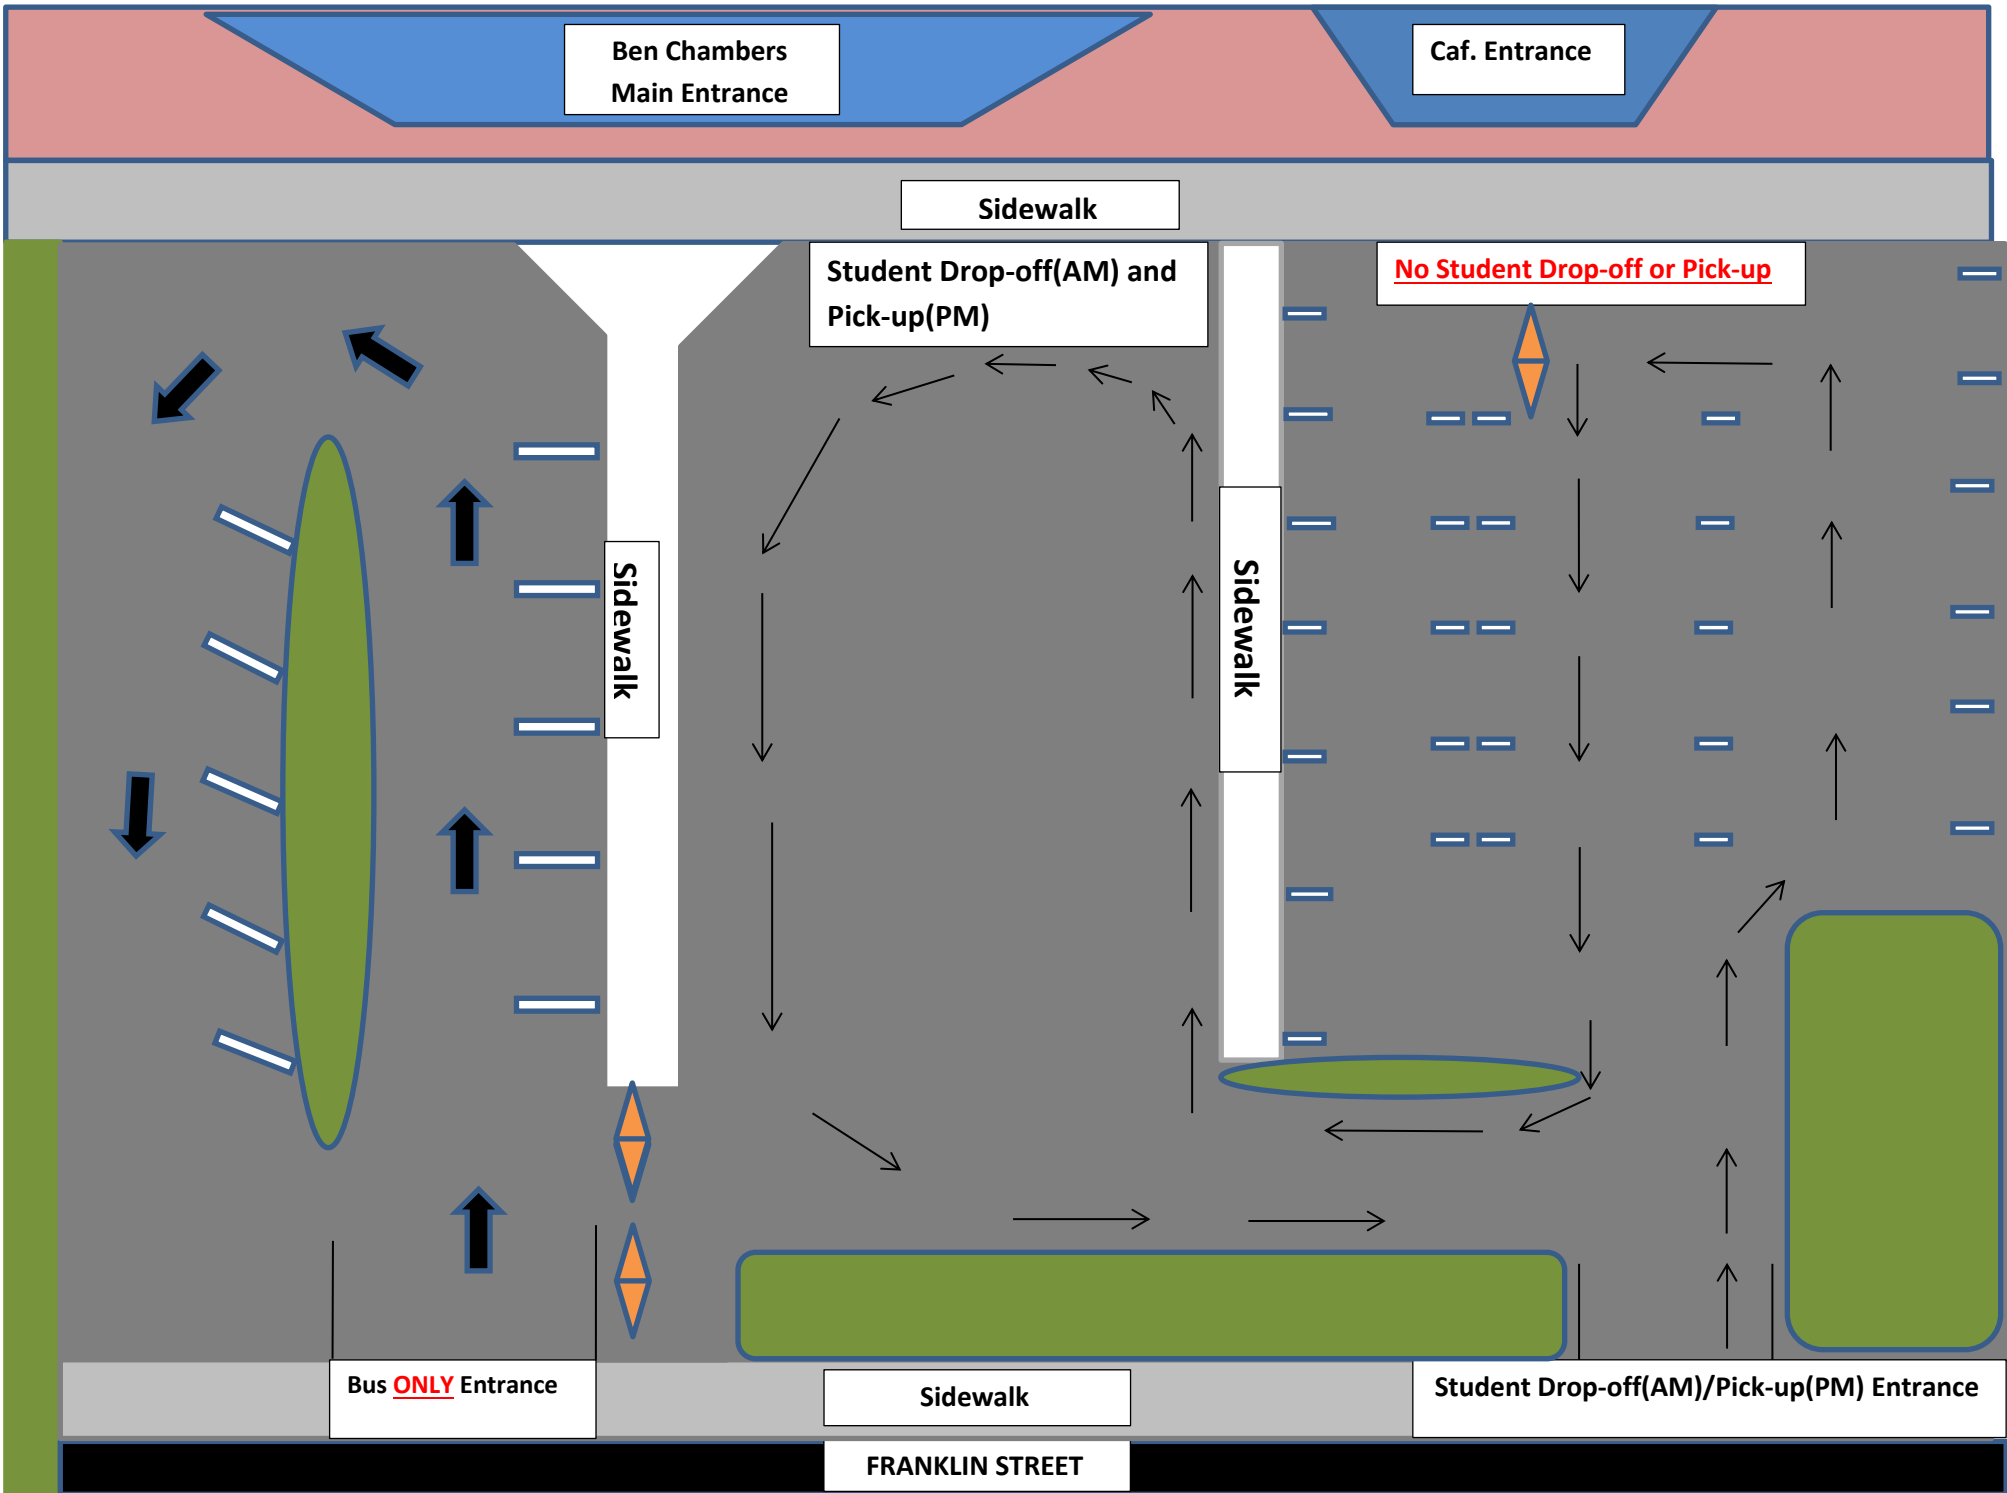 Ben Chambers
Main Entrance
Caf. Entrance
Sidewalk
Student Drop-off(AM) and
Pick-up(PM)
No Student Drop-off or Pick-up
Sidewalk
Sidewalk
Bus ONLY Entrance
Sidewalk
Student Drop-off(AM)/Pick-up(PM) Entrance
FRANKLIN STREET